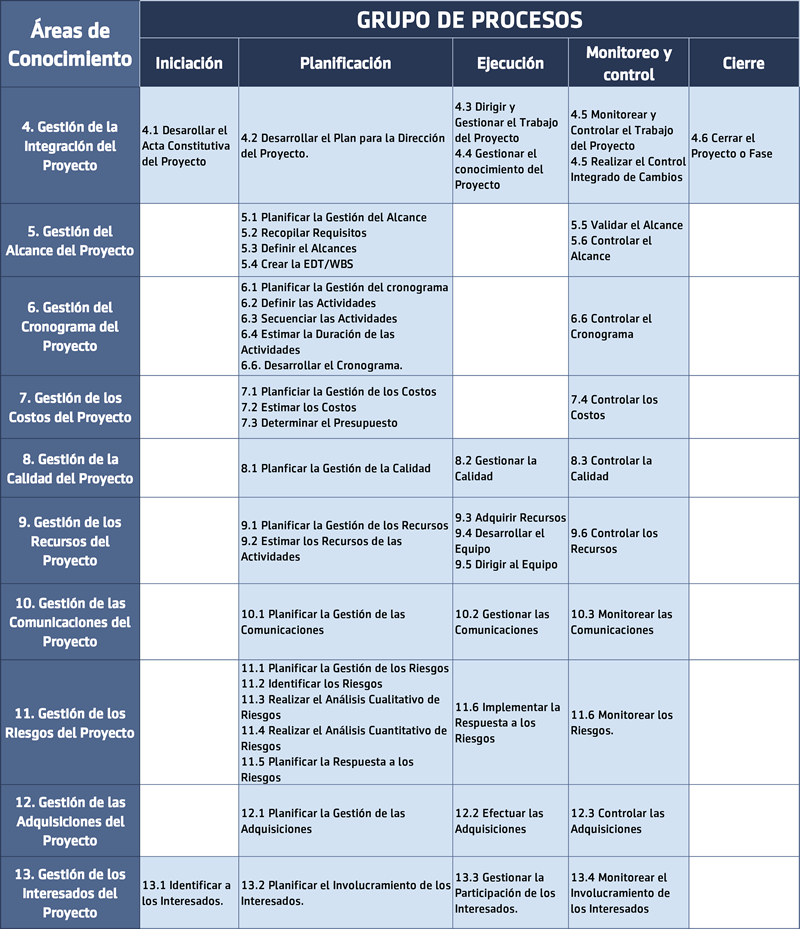 Áreas de
Conocimiento
GRUPO DE PROCESOS
Iniciación
Planificación
Ejecución
Monitoreo y
control
Cierre
4. Gestión de la
Integración del
Proyecto
4.1 Desarollar el
Acta Constitutiva
del Proyecto
4.2 Desarrollar el Plan para la Dirección
del Proyecto.
4.3 Dirigir y
Gestionar el Trabajo
del Proyecto
4.4 Gestionar el
conocimiento del
Proyecto
4.5 Monitorear y
Controlar el Trabajo
del Proyecto
4.5 Realizar el Control
Integrado de Cambios
4.6 Cerrar el
Proyecto o Fase
5. Gestión del
Alcance del Proyecto
5.1 Planificar la Gestión del Alcance
5.2 Recopilar Requisitos
5.3 Definir el Alcances
5.4 Crear la EDT/WBS
5.5 Validar el Alcance
5.6 Controlar el
Alcance
6. Gestión del
Cronograma del
Proyecto
6.1 Planificar la Gestión del cronograma
6.2 Definir las Actividades
6.3 Secuenciar las Actividades
6.4 Estimar la Duración de las
Actividades
6.6. Desarrollar el Cronograma.
6.6 Controlar el
Cronograma
7. Gestión de los
Costos del Proyecto
7.1 Planficiar la Gestión de los Costos
7.2 Estimar los Costos
7.3 Determinar el Presupuesto
7.4 Controlar los
Costos
8. Gestión de la
Calidad del Proyecto
8.1 Planficar la Gestión de la Calidad
8.2 Gestionar la
Calidad
8.3 Controlar la
Calidad
9. Gestión de los
Recursos del
Proyecto
9.1 Planificar la Gestión de los Recursos
9.2 Estimar los Recursos de las
Actividades
9.3 Adquirir Recursos
9.4 Desarrollar el
Equipo
9.5 Dirigir al Equipo
9.6 Controlar los
Recursos
10. Gestión de las
Comunicaciones del
Proyecto
10.1 Planificar la Gestión de las
Comunicaciones
10.2 Gestionar las
Comunicaciones
10.3 Monitorear las
Comunicaciones
11. Gestión de los
Riesgos del Proyecto
11.1 Planificar la Gestión de los Riesgos
11.2 Identificar los Riesgos
11.3 Realizar el Análisis Cualitativo de
Riesgos
11.4 Realizar el Análisis Cuantitativo de
Riesgos
11.5 Planificar la Respuesta a los
Riesgos
11.6 Implementar la
Respuesta a los
Riesgos
11.6 Monitorear los
Riesgos.
12. Gestión de las
Adquisiciones del
Proyecto
12.1 Planificar la Gestión de las
Adquisiciones
12.2 Efectuar las
Adquisiciones
12.3 Controlar las
Adquisiciones
13. Gestión de los
Interesados del
Proyecto
13.1 Identificar a
los Interesados.
13.2 Planificar el Involucramiento de los
Interesados.
13.3 Gestionar la
Participación de los
Interesados.
13.4 Monitorear el
Involucramiento de
los Interesados